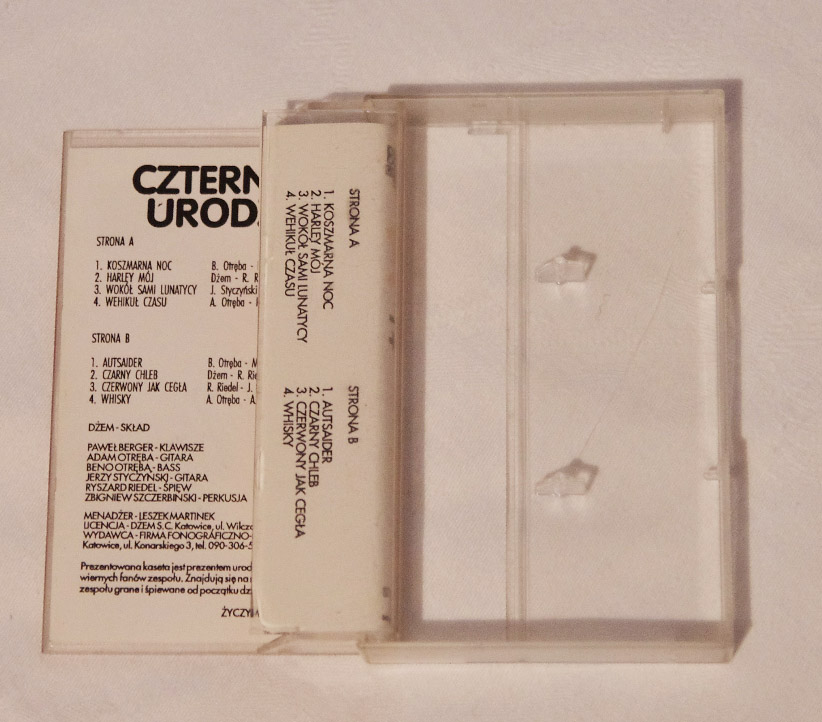 CZTERN
UROD
STRONA A
1. KOSZMARNA NOC B. Otręba -
2. HARLEY MÓJ Dżem - R. R
3. WOKÓŁ SAMI LUNATYCY J. Styczyński
4. WEHIKUŁ CZASU A. Otręba -
STRONA B
1. AUTSAIDER B. Otręba - M
2. CZARNY CHLEB Dżem - R. Rie
3. CZERWONY JAK CEGŁA R. Riedel - J.
4. WHISKY A. Otręba - A.
DŻEM - SKŁAD
PAWEŁ BERGER - KLAWISZE
ADAM OTRĘBA - GITARA
BENO OTRĘBA - BASS
JERZY STYCZYŃSKI - GITARA
RYSZARD RIEDEL - ŚPIEW
ZBIGNIEW SZCZERBIŃSKI - PERKUSJA
MENADŻER - LESZEK MARTINEK
LICENCJA - DŻEM S.C. Katowice, ul. Wilcza
WYDAWCA - FIRMA FONOGRAFICZNO-
Katowice, ul. Konarskiego 3, tel. 090-306-5
Prezentowana kaseta jest prezentem urod
wiernych fanów zespołu. Znajdują się na
zespołu grane i śpiewane od początku dz
ŻYCZY
STRONA A
1. KOSZMARNA NOC
2. HARLEY MÓJ
3. WOKÓŁ SAMI LUNATYCY
4. WEHIKUŁ CZASU
STRONA B
1. AUTSAIDER
2. CZARNY CHLEB
3. CZERWONY JAK CEGŁA
4. WHISKY